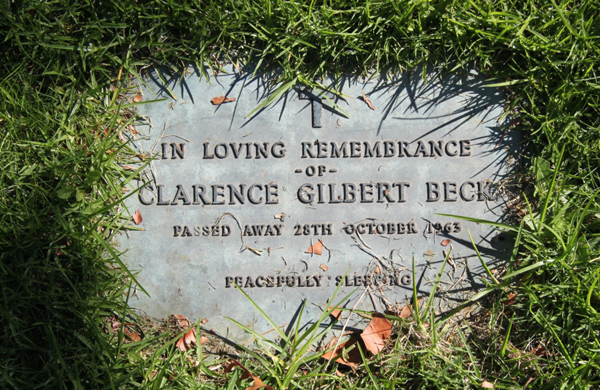 IN LOVING REMEMBRANCE
-OF-
CLARENCE GILBERT BECK
PASSED AWAY 28TH OCTOBER 1963
PEACEFULLY SLEEPING